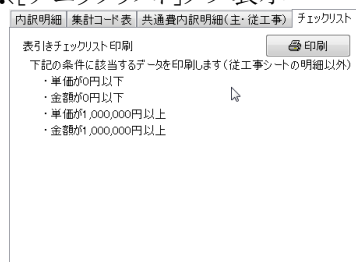 内訳明細 集計コード表 共通費内訳明細(主・従工事) チェックリスト
表引きチェックリスト印刷 印刷
下記の条件に該当するデータを印刷します(従工事シートの明細以外)
・単価が0円以下
・金額が0円以下
・単価が1,000,000円以上
・金額が1,000,000円以上